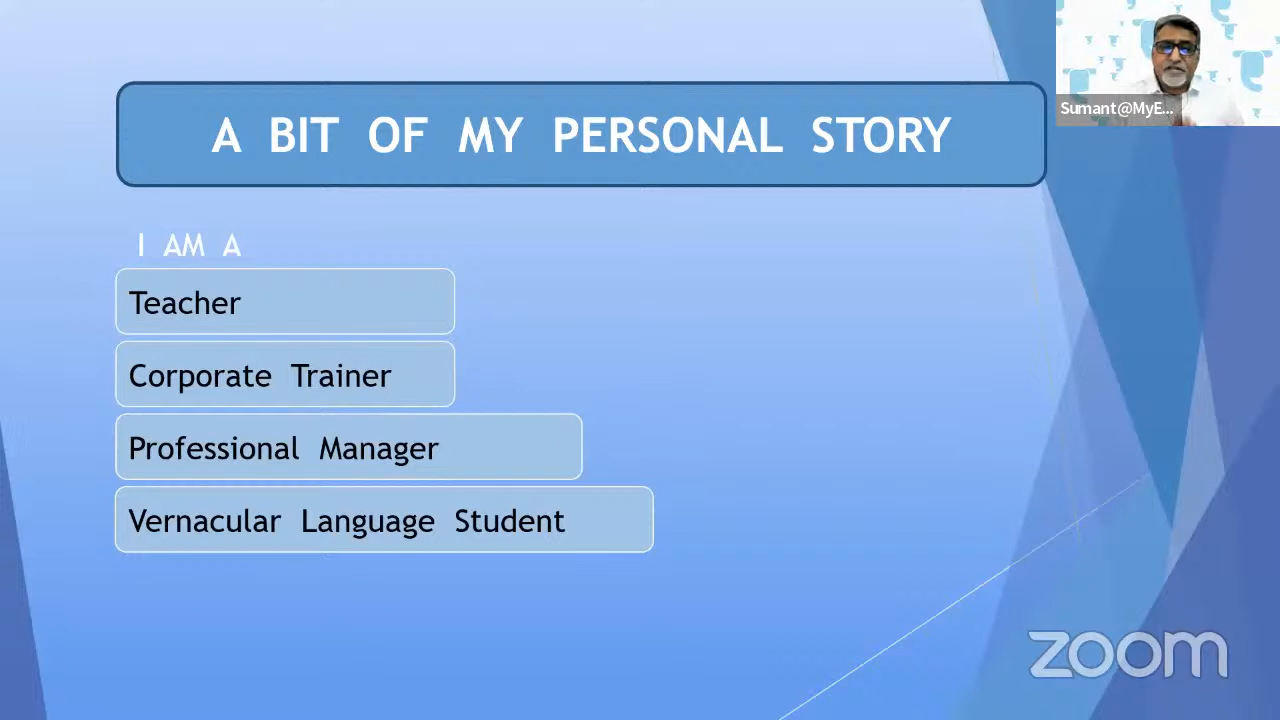 A BIT OF MY PERSONAL STORY
Sumant@MyE...
I AM A
Teacher
Corporate Trainer
Professional Manager
Vernacular Language Student
zoom